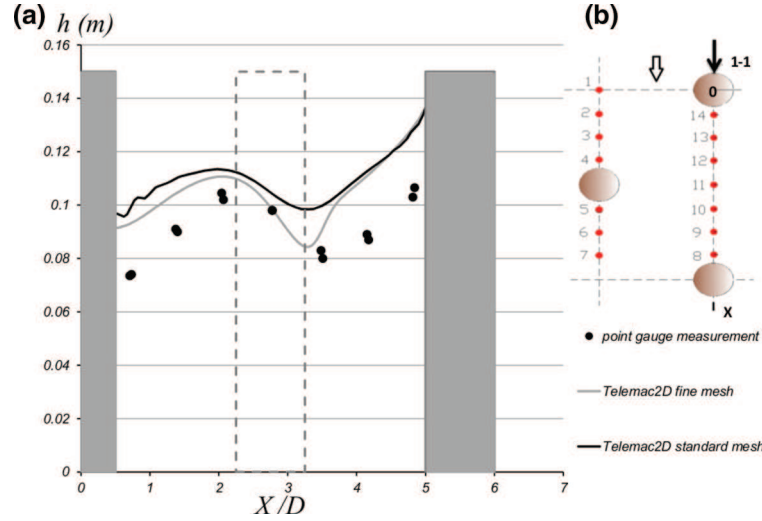 (a)
h (m)
0.16
0.14
0.12
0.1
0.08
0.06
0.04
0.02
0
0 1 2 3 4 5 6 7
X/D
(b)
1-1
0
1
2
3
4
5
6
7
14
13
12
11
10
9
8
X
point gauge measurement
Telemac2D fine mesh
Telemac2D standard mesh